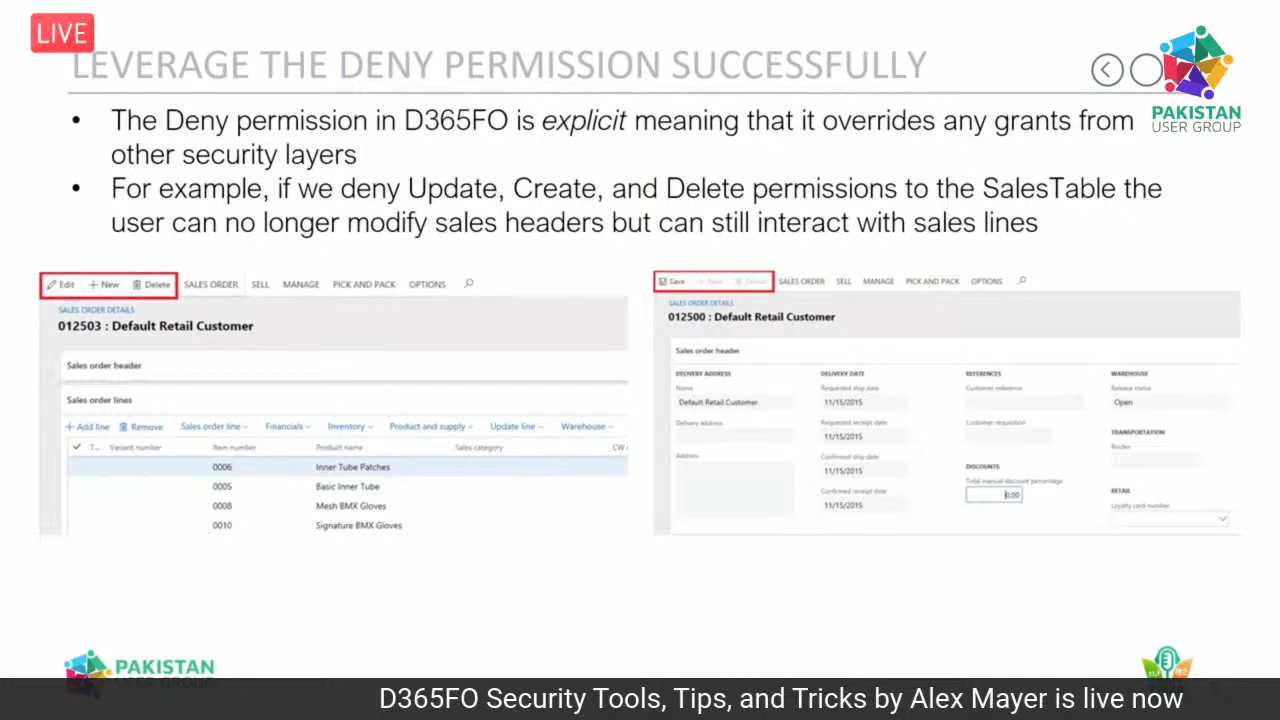 LIVE
LEVERAGE THE DENY PERMISSION SUCCESSFULLY
PAKISTAN
USER GROUP
• The Deny permission in D365FO is explicit meaning that it overrides any grants from
other security layers
• For example, if we deny Update, Create, and Delete permissions to the SalesTable the
user can no longer modify sales headers but can still interact with sales lines
Edit + New Delete SALES ORDER SELL MANAGE PICK AND PACK OPTIONS
SALES ORDER DETAILS
012503 : Default Retail Customer
Sales order header
Sales order lines
+ Add line Remove Sales order line Financials Inventory Product and supply Update line Warehouse
T... Variant number Item number Product name Sales category CW
0006 Inner Tube Patches
0005 Basic Inner Tube
0008 Mesh BMX Gloves
0010 Signature BMX Gloves
Save + New Delete SALES ORDER SELL MANAGE PICK AND PACK OPTIONS
SALES ORDER DETAILS
012500 : Default Retail Customer
Sales order header
DELIVERY ADDRESS
Name
Default Retail Customer
Delivery address
Address
DELIVERY DATE
Requested ship date
11/15/2015
Requested receipt date
11/15/2015
Confirmed ship date
11/15/2015
Confirmed receipt date
11/15/2015
REFERENCES
Customer reference
Customer requisition
DISCOUNTS
Total manual discount percentage
0.00
WAREHOUSE
Release status
Open
TRANSPORTATION
Routes
RETAIL
Loyalty card number
PAKISTAN
USER GROUP
D365FO Security Tools, Tips, and Tricks by Alex Mayer is live now